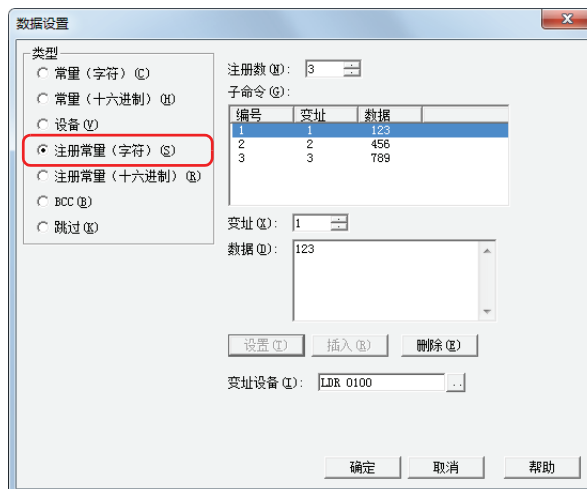 数据设置
类型
常量（字符）(C)
常量（十六进制）(H)
设备(V)
注册常量（字符）(S)
注册常量（十六进制）(R)
BCC(B)
跳过(K)
注册数(N): 3
子命令(G):
编号 变址 数据
1 1 123
2 2 456
3 3 789
变址(X): 1
数据(D): 123
设置(T) 插入(R) 删除(E)
变址设备(I): LDR 0100 ..
确定 取消 帮助